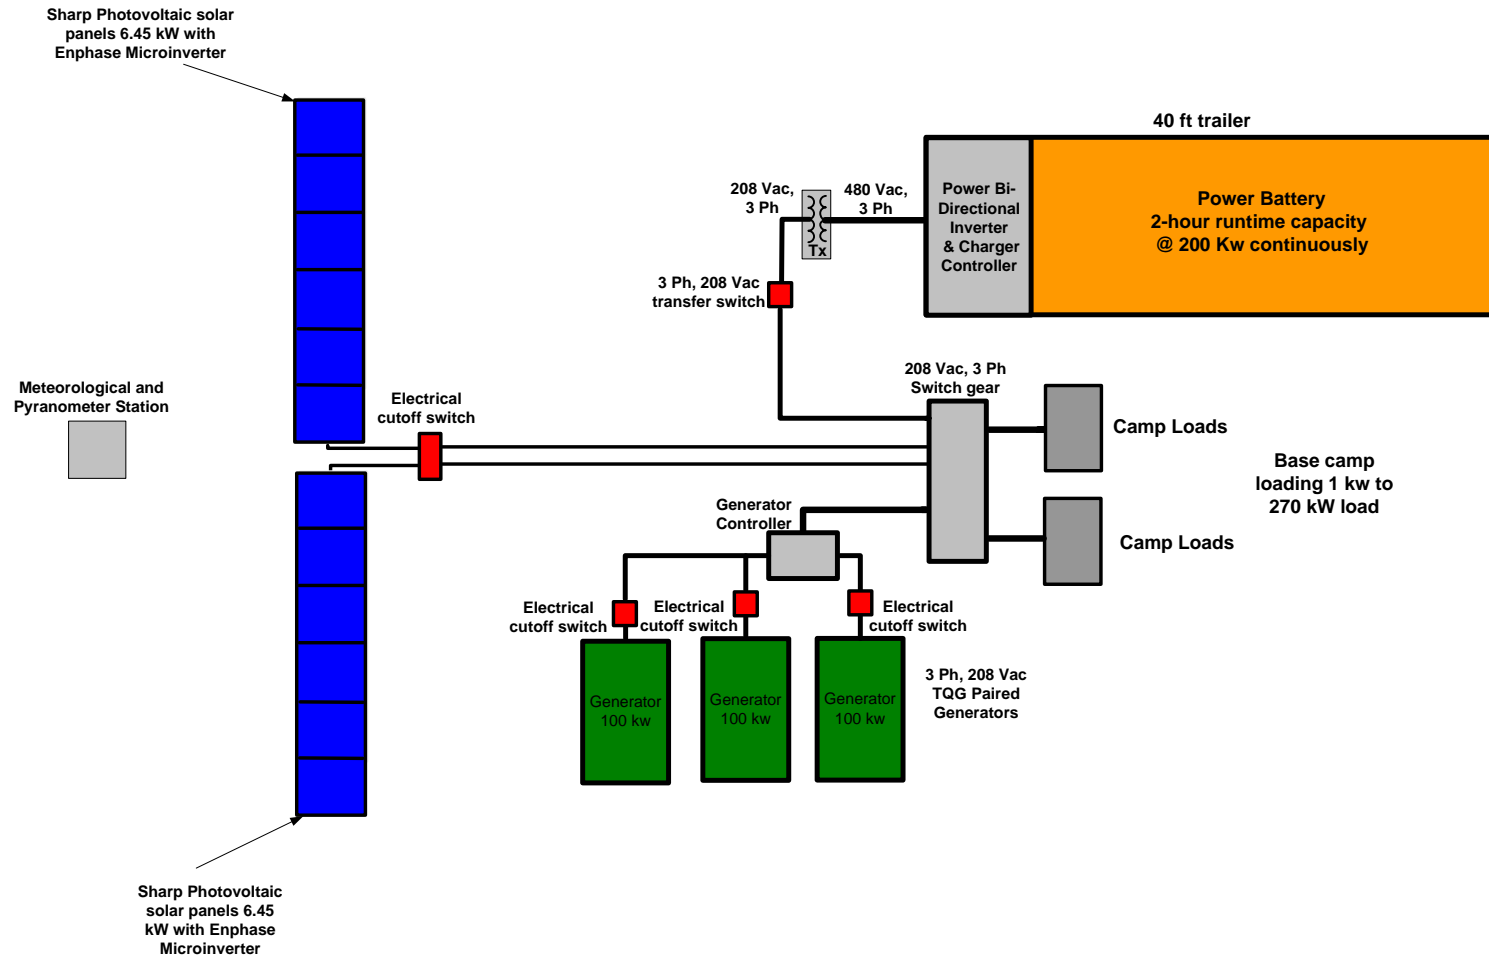 Sharp Photovoltaic solar
panels 6.45 kW with
Enphase Microinverter
40 ft trailer
208 Vac,
3 Ph
480 Vac,
3 Ph
Tx
Power Bi-
Directional
Inverter
& Charger
Controller
Power Battery
2-hour runtime capacity
@ 200 Kw continuously
3 Ph, 208 Vac
transfer switch
Meteorological and
Pyranometer Station
Electrical
cutoff switch
208 Vac, 3 Ph
Switch gear
Camp Loads
Base camp
loading 1 kw to
270 kW load
Camp Loads
Generator
Controller
Electrical
cutoff switch
Electrical
cutoff switch
Electrical
cutoff switch
Generator
100 kw
Generator
100 kw
Generator
100 kw
3 Ph, 208 Vac
TQG Paired
Generators
Sharp Photovoltaic
solar panels 6.45
kW with Enphase
Microinverter